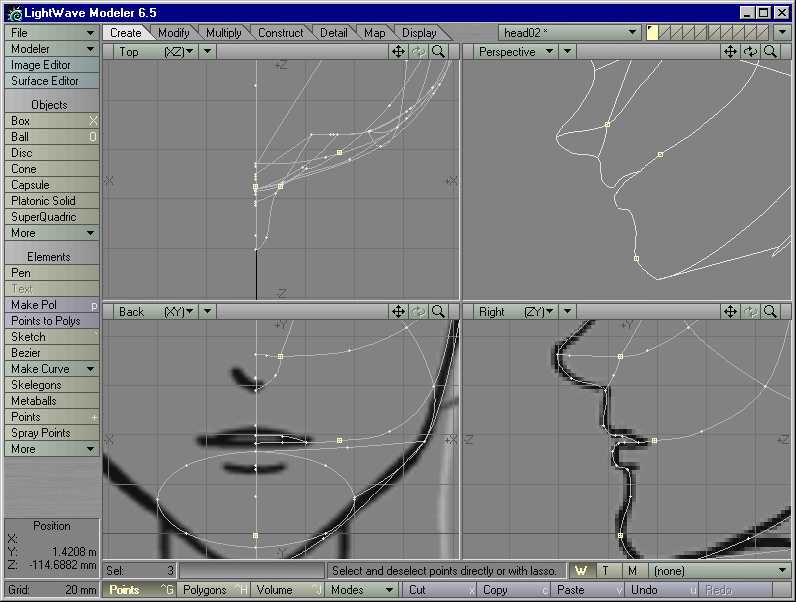 LightWave Modeler 6.5
File Create Modify Multiply Construct Detail Map Display head02 *
Modeler
Top (XZ) Perspective
Image Editor
Surface Editor
+Z
Objects
Box X
Ball O
Disc
Cone
Capsule
-X +X
Platonic Solid
SuperQuadric
More
Elements
Pen
Text
-Z
Make Pol p
Back (XY) Right (ZY)
Points to Polys
+Y +Y
Sketch `
Bezier
Make Curve
Skelegons
Metaballs
Points +
Spray Points
-X +X -Z +Z
More
Position
X:
Y: 1.4208 m
-Y -Y
Z: -114.6882 mm
Sel: 3 Select and deselect points directly or with lasso. W T M (none)
Grid: 20 mm Points ^G Polygons ^H Volume ^J Modes Cut x Copy c Paste v Undo u Redo